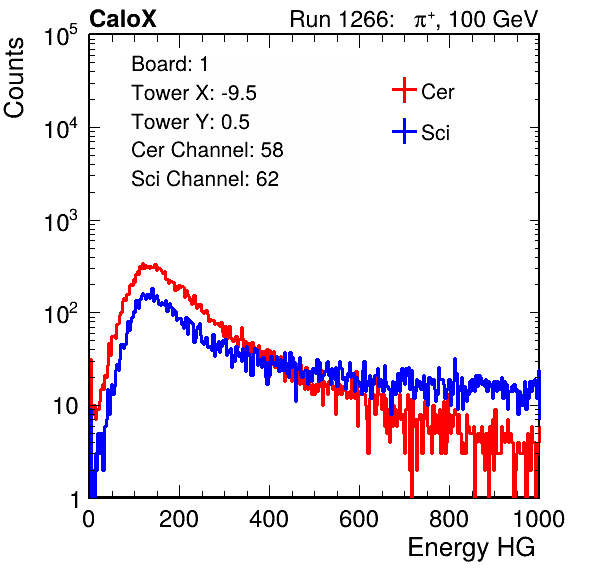 CaloX Run 1266: π⁺, 100 GeV
Counts
Board: 1
Tower X: -9.5
Tower Y: 0.5
Cer Channel: 58
Sci Channel: 62
Cer
Sci
10⁵
10⁴
10³
10²
10
1
0 200 400 600 800 1000
Energy HG